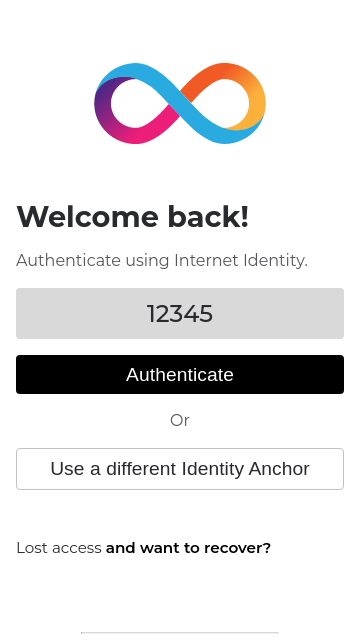 Welcome back!
Authenticate using Internet Identity.
12345
Authenticate
Or
Use a different Identity Anchor
Lost access and want to recover?